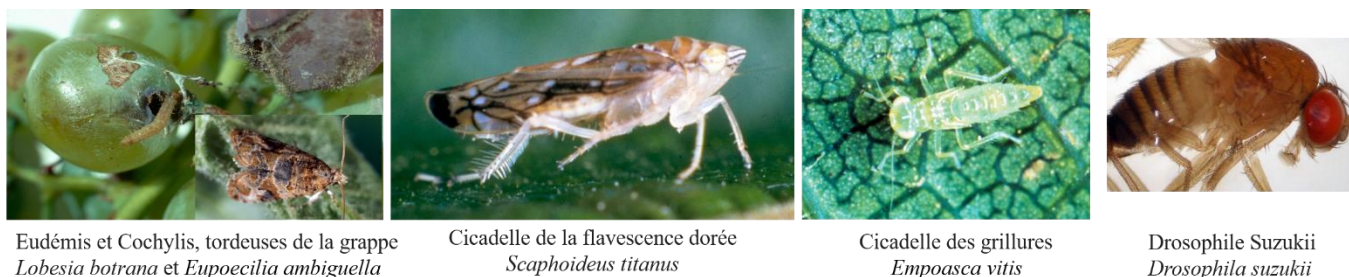 Eudémis et Cochylis, tordeuses de la grappe
Lobesia botrana et Eupoecilia ambiguella
Cicadelle de la flavescence dorée
Scaphoideus titanus
Cicadelle des grillures
Empoasca vitis
Drosophile Suzukii
Drosophila suzukii